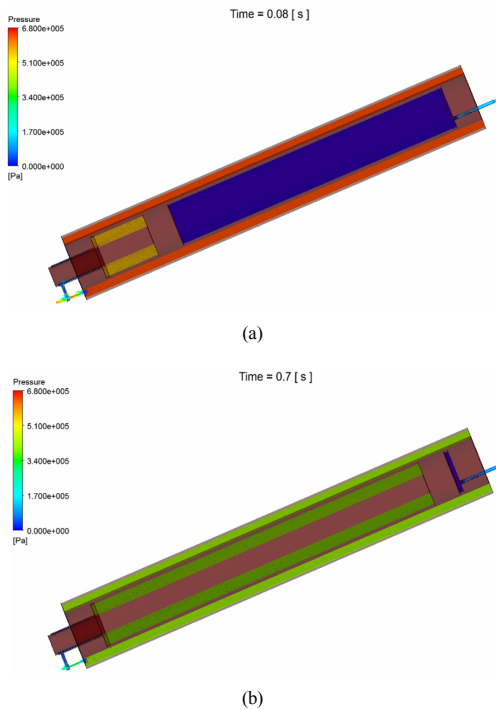 Time = 0.08 [ s ]
Pressure
6.800e+005
5.100e+005
3.400e+005
1.700e+005
0.000e+000
[Pa]
(a)
Time = 0.7 [ s ]
Pressure
6.800e+005
5.100e+005
3.400e+005
1.700e+005
0.000e+000
[Pa]
(b)